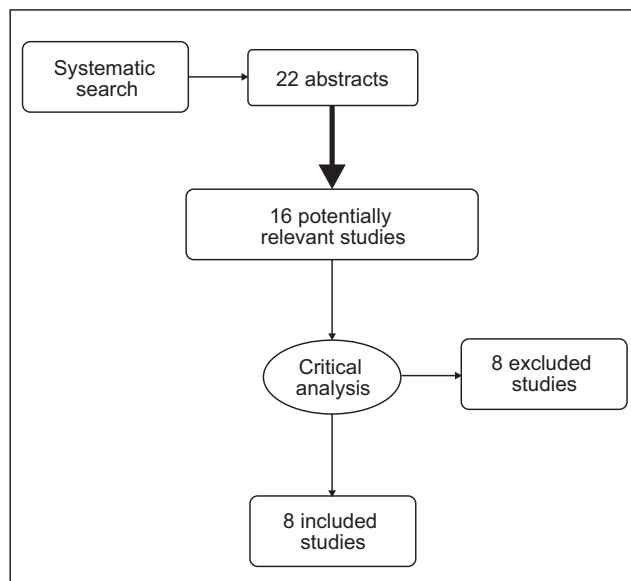 Systematic
search
22 abstracts
16 potentially
relevant studies
Critical
analysis
8 excluded
studies
8 included
studies